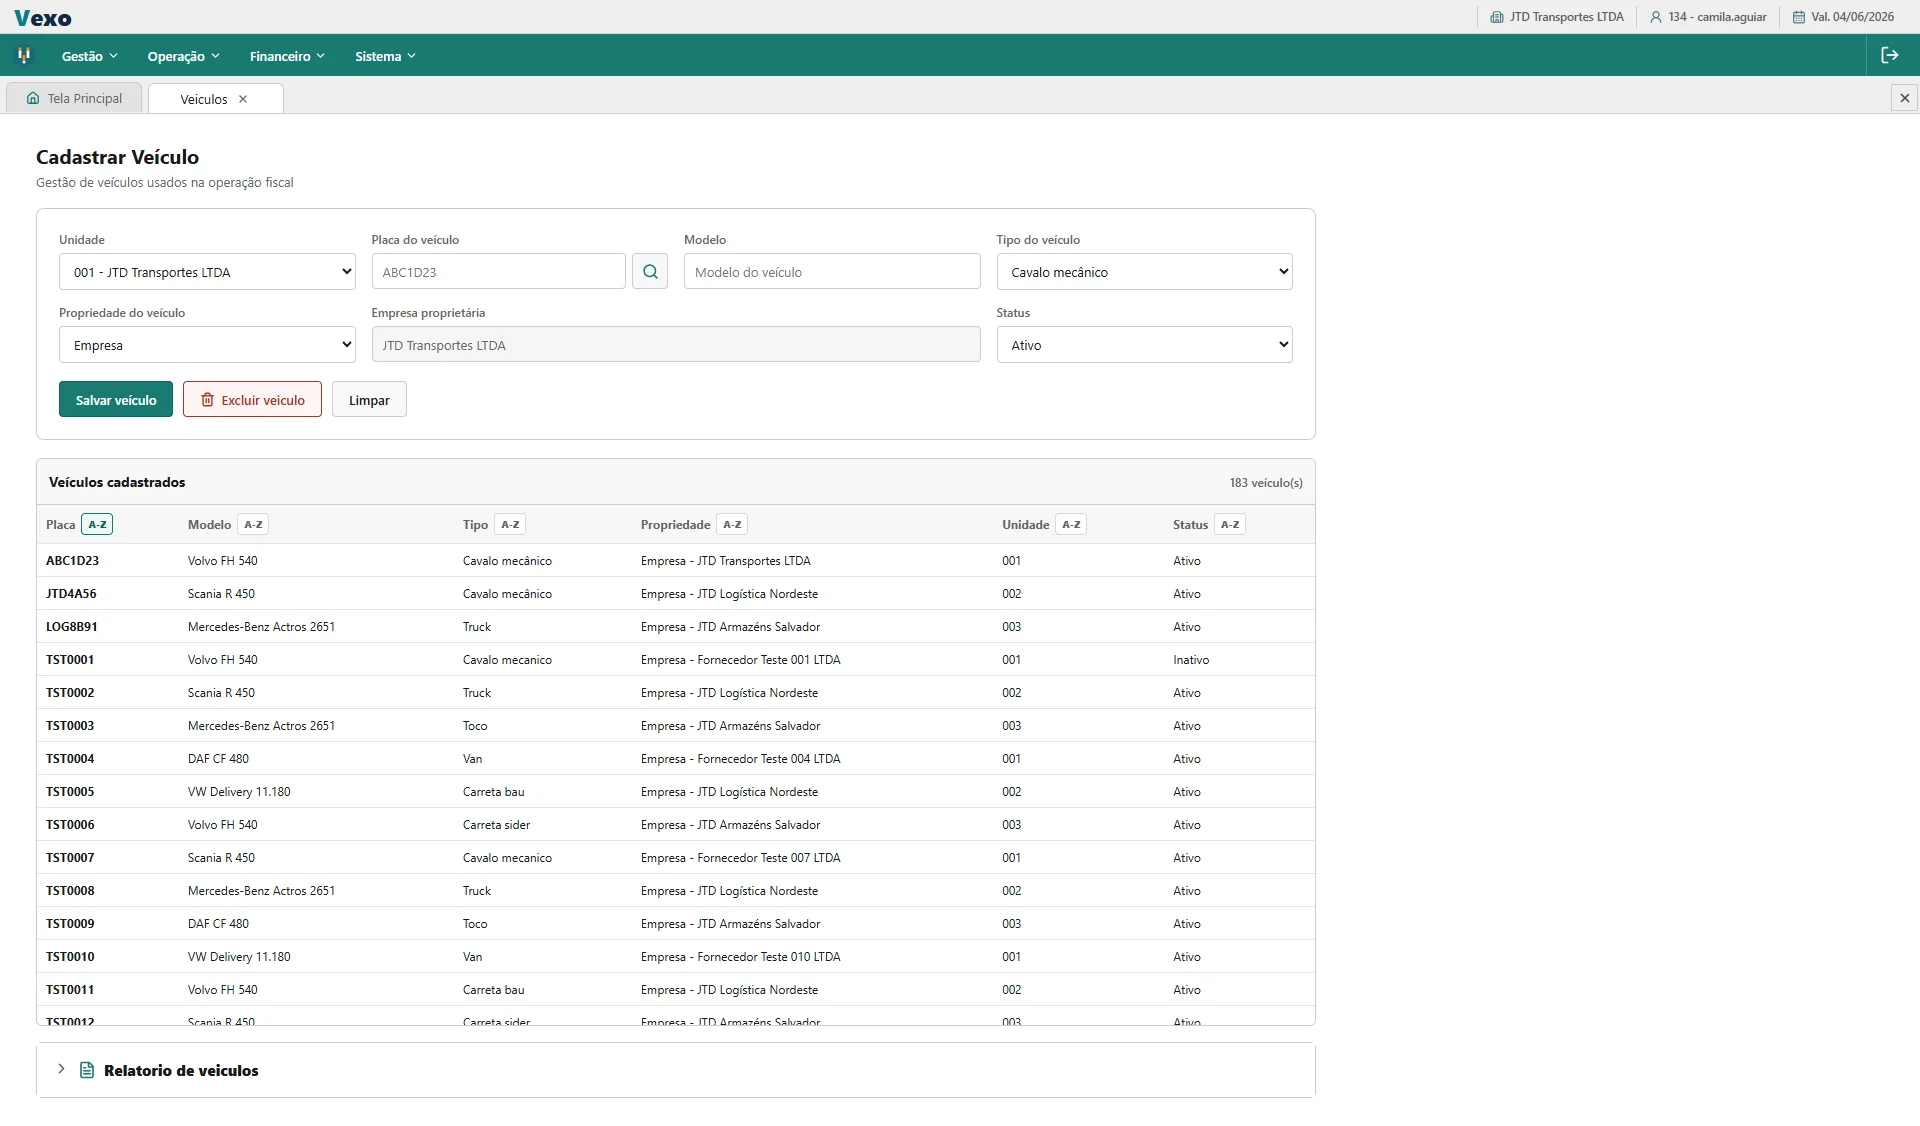 Vexo
JTD Transportes LTDA
134 - camila.aguiar
Val. 04/06/2026
Gestão Operação Financeiro Sistema
Tela Principal
Veiculos
Cadastrar Veículo
Gestão de veículos usados na operação fiscal
Unidade Placa do veículo Modelo Tipo do veículo
001 - JTD Transportes LTDA ABC1D23 Modelo do veículo Cavalo mecânico
Propriedade do veículo Empresa proprietária Status
Empresa JTD Transportes LTDA Ativo
Salvar veículo Excluir veiculo Limpar
Veículos cadastrados 183 veículo(s)
Placa A-Z Modelo A-Z Tipo A-Z Propriedade A-Z Unidade A-Z Status A-Z
ABC1D23 Volvo FH 540 Cavalo mecânico Empresa - JTD Transportes LTDA 001 Ativo
JTD4A56 Scania R 450 Cavalo mecânico Empresa - JTD Logística Nordeste 002 Ativo
LOG8B91 Mercedes-Benz Actros 2651 Truck Empresa - JTD Armazéns Salvador 003 Ativo
TST0001 Volvo FH 540 Cavalo mecanico Empresa - Fornecedor Teste 001 LTDA 001 Inativo
TST0002 Scania R 450 Truck Empresa - JTD Logística Nordeste 002 Ativo
TST0003 Mercedes-Benz Actros 2651 Toco Empresa - JTD Armazéns Salvador 003 Ativo
TST0004 DAF CF 480 Van Empresa - Fornecedor Teste 004 LTDA 001 Ativo
TST0005 VW Delivery 11.180 Carreta bau Empresa - JTD Logística Nordeste 002 Ativo
TST0006 Volvo FH 540 Carreta sider Empresa - JTD Armazéns Salvador 003 Ativo
TST0007 Scania R 450 Cavalo mecanico Empresa - Fornecedor Teste 007 LTDA 001 Ativo
TST0008 Mercedes-Benz Actros 2651 Truck Empresa - JTD Logística Nordeste 002 Ativo
TST0009 DAF CF 480 Toco Empresa - JTD Armazéns Salvador 003 Ativo
TST0010 VW Delivery 11.180 Van Empresa - Fornecedor Teste 010 LTDA 001 Ativo
TST0011 Volvo FH 540 Carreta bau Empresa - JTD Logística Nordeste 002 Ativo
TST0012 Scania R 450 Carreta sider Empresa - JTD Armazéns Salvador 003 Ativo
Relatorio de veiculos